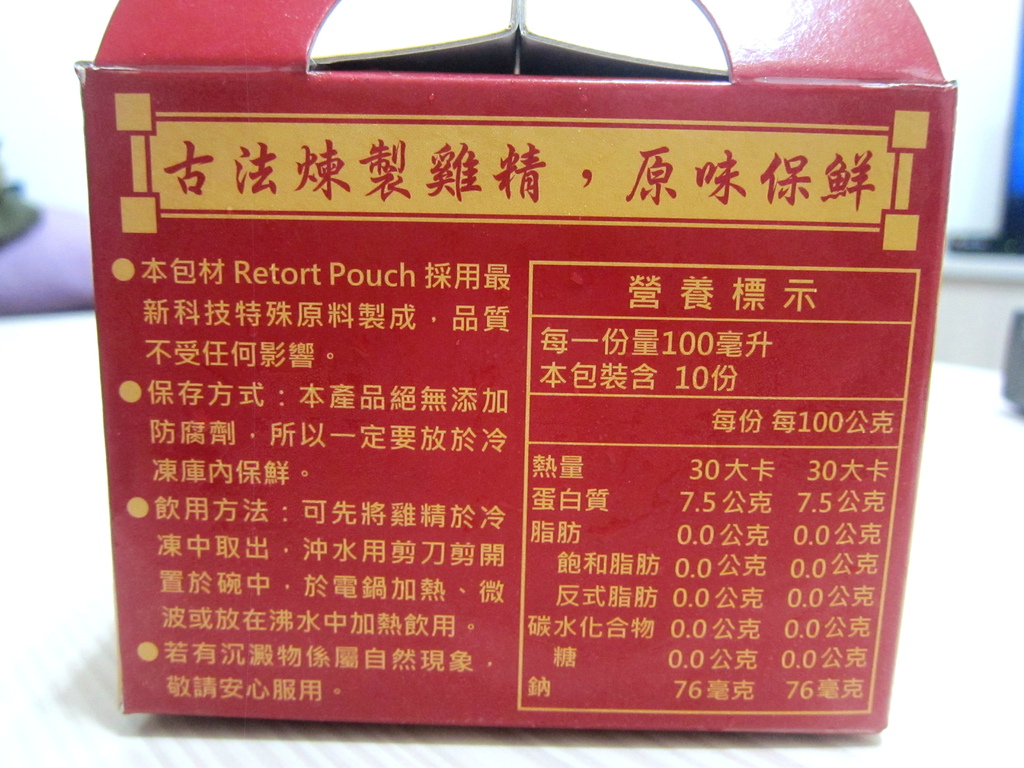 古法煉製雞精，原味保鮮
●本包材 Retort Pouch 採用最
新科技特殊原料製成，品質
不受任何影響。
●保存方式：本產品絕無添加
防腐劑，所以一定要放於冷
凍庫內保鮮。
●飲用方法：可先將雞精於冷
凍中取出，沖水用剪刀剪開
置於碗中，於電鍋加熱、微
波或放在沸水中加熱飲用。
●若有沉澱物係屬自然現象，
敬請安心服用。
營養標示
每一份量100毫升
本包裝含 10份
每份 每100公克
熱量 30大卡 30大卡
蛋白質 7.5公克 7.5公克
脂肪 0.0公克 0.0公克
飽和脂肪 0.0公克 0.0公克
反式脂肪 0.0公克 0.0公克
碳水化合物 0.0公克 0.0公克
糖 0.0公克 0.0公克
鈉 76毫克 76毫克